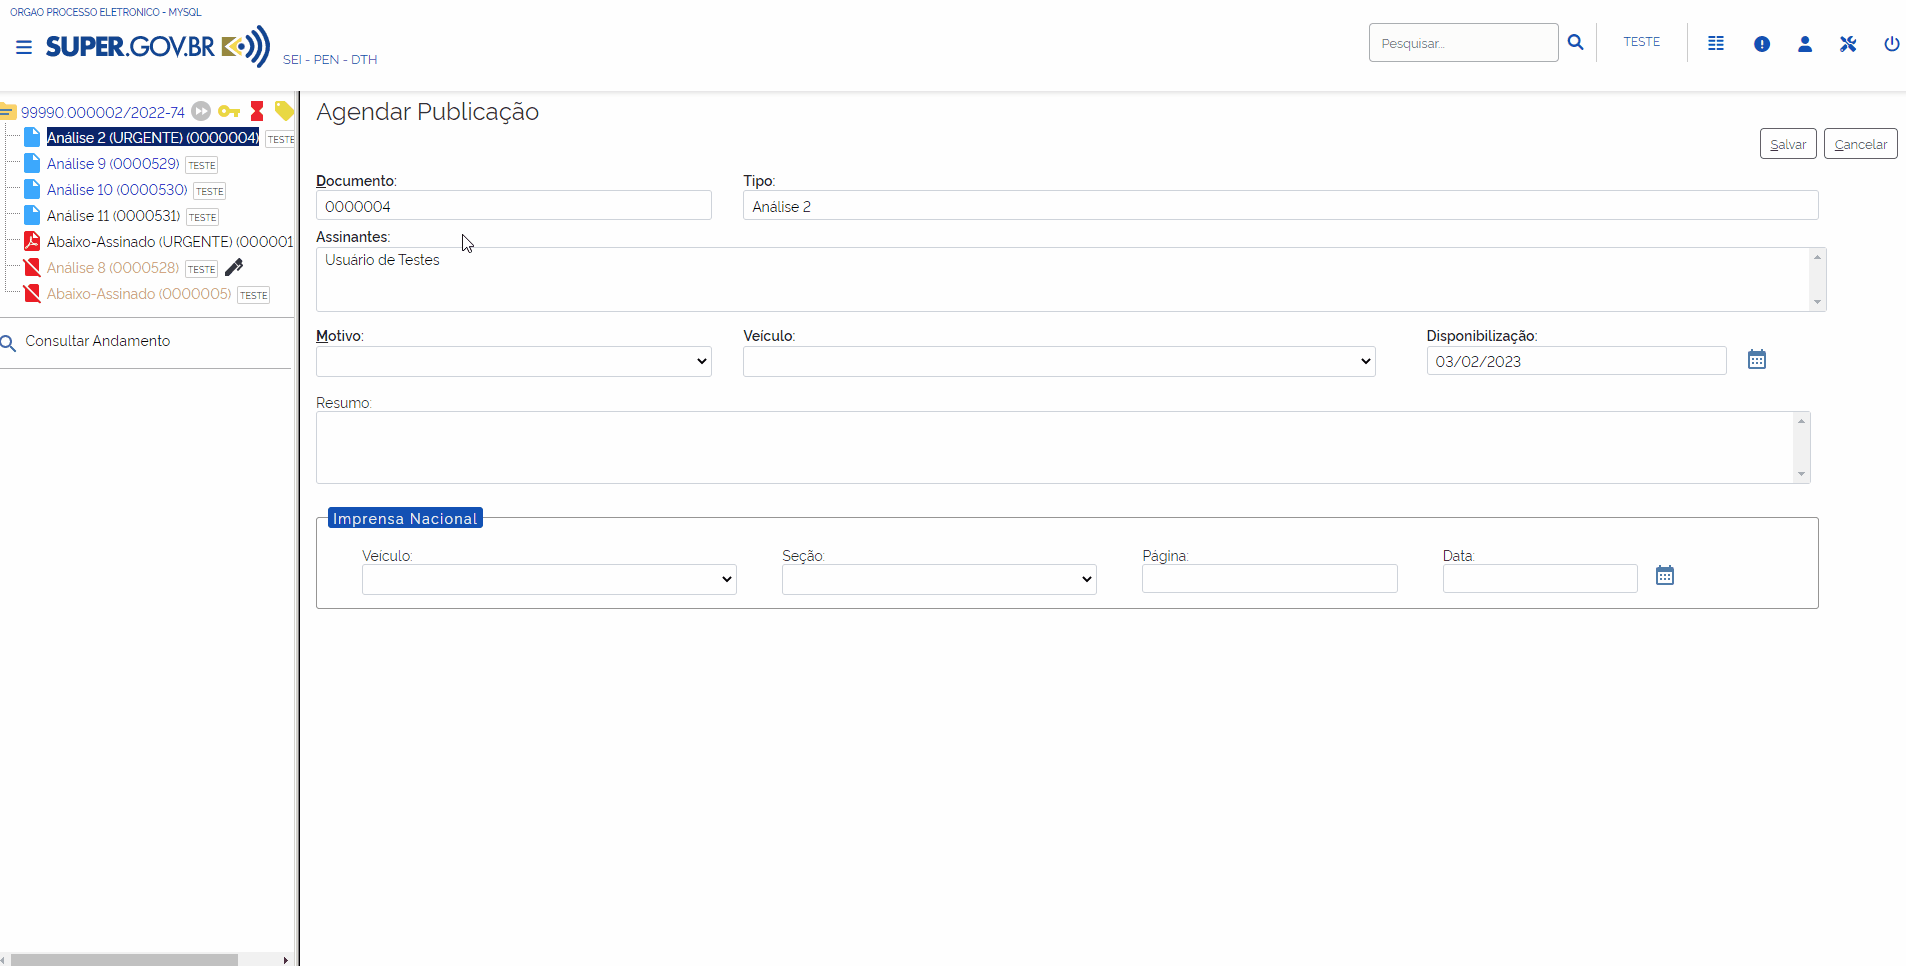 ORGAO PROCESSO ELETRONICO - MYSQL
SUPER.GOV.BR
SEI - PEN - DTH
Pesquisar...
TESTE
99990.000002/2022-74
Análise 2 (URGENTE) (0000004) TESTE
Análise 9 (0000529) TESTE
Análise 10 (0000530) TESTE
Análise 11 (0000531) TESTE
Abaixo-Assinado (URGENTE) (000001
Análise 8 (0000528) TESTE
Abaixo-Assinado (0000005) TESTE
Consultar Andamento
Agendar Publicação
Salvar Cancelar
Documento: Tipo:
0000004 Análise 2
Assinantes:
Usuário de Testes
Motivo: Veículo: Disponibilização:
03/02/2023
Resumo:
Imprensa Nacional
Veículo: Seção: Página: Data: